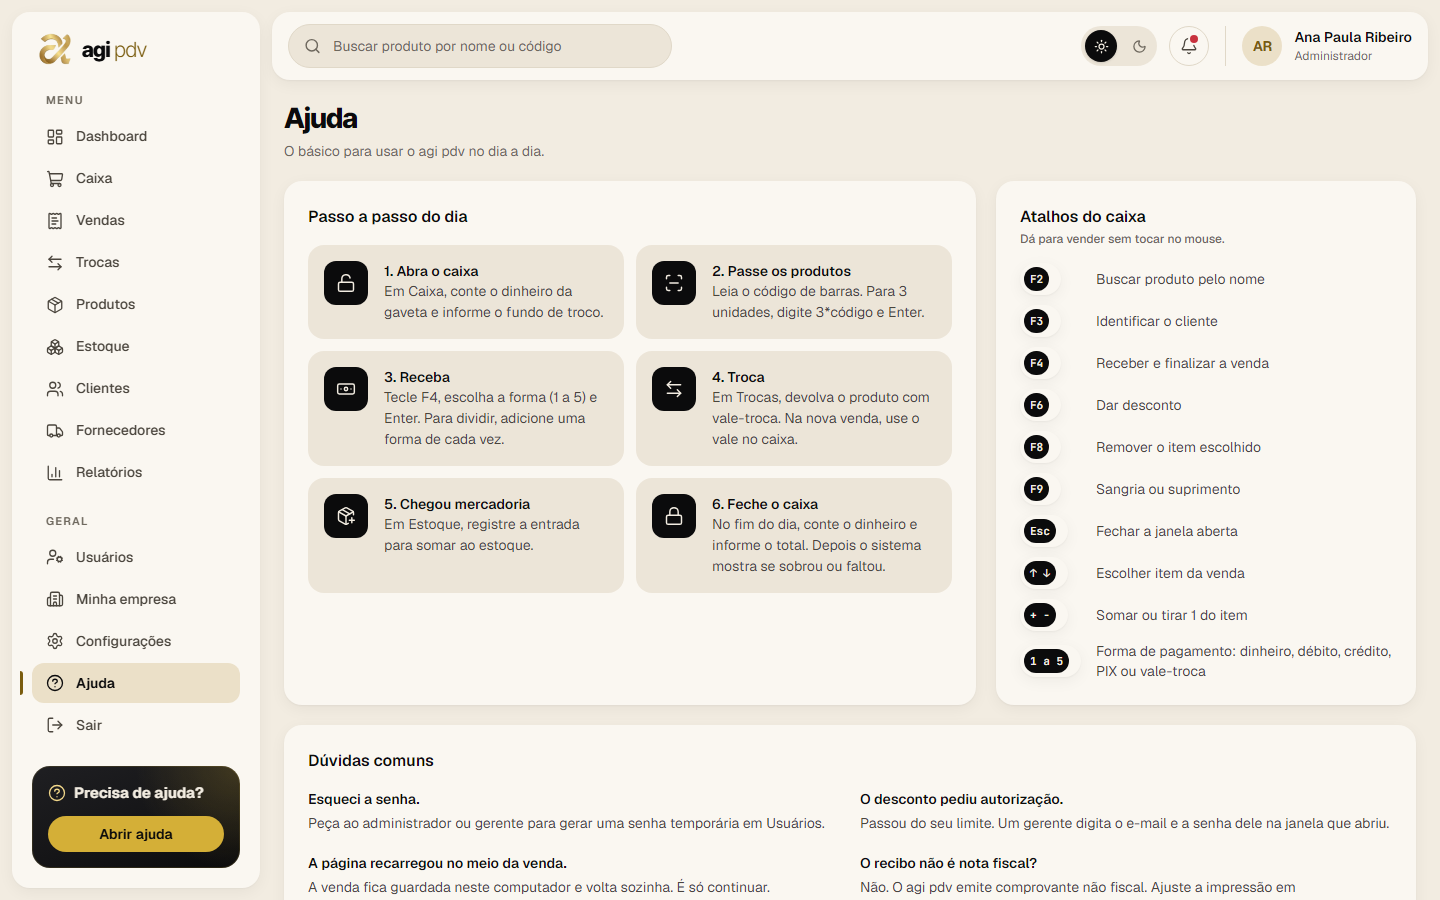 agi pdv
MENU
Dashboard
Caixa
Vendas
Trocas
Produtos
Estoque
Clientes
Fornecedores
Relatórios
GERAL
Usuários
Minha empresa
Configurações
Ajuda
Sair
Precisa de ajuda?
Abrir ajuda
Buscar produto por nome ou código
AR
Ana Paula Ribeiro
Administrador
Ajuda
O básico para usar o agi pdv no dia a dia.
Passo a passo do dia
1. Abra o caixa
Em Caixa, conte o dinheiro da
gaveta e informe o fundo de troco.
2. Passe os produtos
Leia o código de barras. Para 3
unidades, digite 3*código e Enter.
3. Receba
Tecle F4, escolha a forma (1 a 5) e
Enter. Para dividir, adicione uma
forma de cada vez.
4. Troca
Em Trocas, devolva o produto com
vale-troca. Na nova venda, use o
vale no caixa.
5. Chegou mercadoria
Em Estoque, registre a entrada
para somar ao estoque.
6. Feche o caixa
No fim do dia, conte o dinheiro e
informe o total. Depois o sistema
mostra se sobrou ou faltou.
Atalhos do caixa
Dá para vender sem tocar no mouse.
F2 Buscar produto pelo nome
F3 Identificar o cliente
F4 Receber e finalizar a venda
F6 Dar desconto
F8 Remover o item escolhido
F9 Sangria ou suprimento
Esc Fechar a janela aberta
↑ ↓ Escolher item da venda
+ - Somar ou tirar 1 do item
1 a 5 Forma de pagamento: dinheiro, débito, crédito,
PIX ou vale-troca
Dúvidas comuns
Esqueci a senha.
Peça ao administrador ou gerente para gerar uma senha temporária em Usuários.
O desconto pediu autorização.
Passou do seu limite. Um gerente digita o e-mail e a senha dele na janela que abriu.
A página recarregou no meio da venda.
A venda fica guardada neste computador e volta sozinha. É só continuar.
O recibo não é nota fiscal?
Não. O agi pdv emite comprovante não fiscal. Ajuste a impressão em